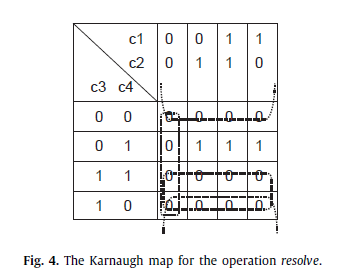 c1 0 0 1 1
c2 0 1 1 0
c3 c4
0 0 0 0 0 0
0 1 0 1 1 1
1 1 0 0 0 0
1 0 0 0 0 0
Fig. 4. The Karnaugh map for the operation resolve.